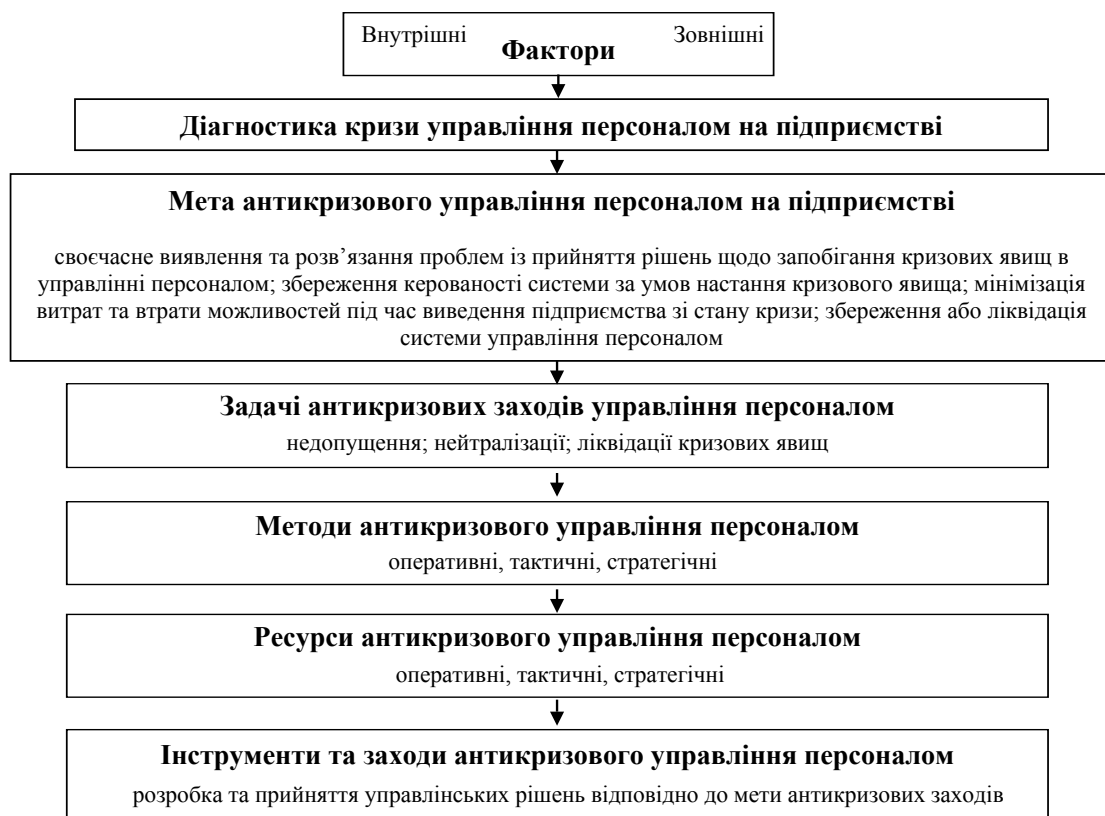 Внутрішні Зовнішні
Фактори
Діагностика кризи управління персоналом на підприємстві
Мета антикризового управління персоналом на підприємстві
своєчасне виявлення та розв’язання проблем із прийняття рішень щодо запобігання кризових явищ в
управлінні персоналом; збереження керованості системи за умов настання кризового явища; мінімізація
витрат та втрати можливостей під час виведення підприємства зі стану кризи; збереження або ліквідація
системи управління персоналом
Задачі антикризових заходів управління персоналом
недопущення; нейтралізації; ліквідації кризових явищ
Методи антикризового управління персоналом
оперативні, тактичні, стратегічні
Ресурси антикризового управління персоналом
оперативні, тактичні, стратегічні
Інструменти та заходи антикризового управління персоналом
розробка та прийняття управлінських рішень відповідно до мети антикризових заходів